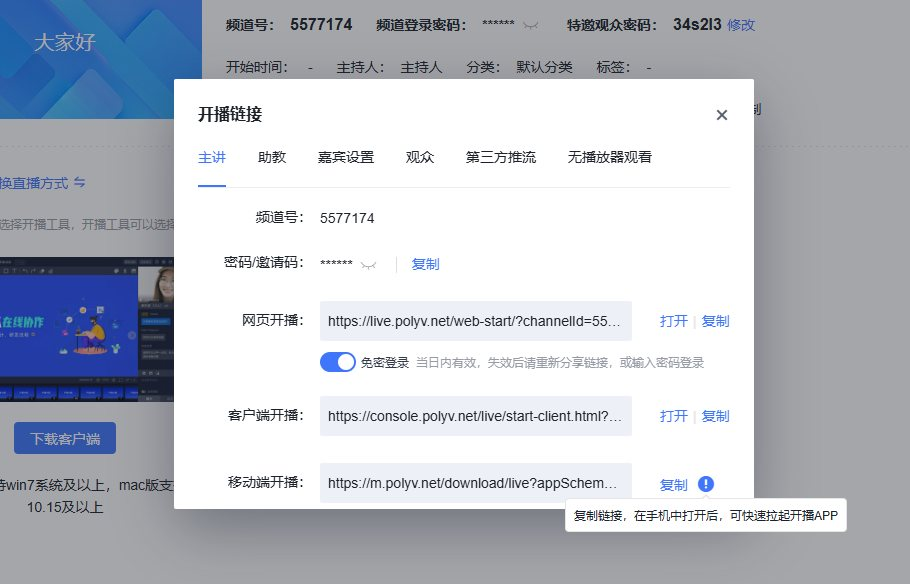 大家好
频道号： 5577174 频道登录密码： ****** 特邀观众密码： 34s2l3 修改
开始时间： - 主持人： 主持人 分类： 默认分类 标签： -
开播链接
制
主讲 助教 嘉宾设置 观众 第三方推流 无播放器观看
换直播方式
选择开播工具，开播工具可以选择
频道号： 5577174
密码/邀请码： ****** 复制
网页开播： https://live.polyv.net/web-start/?channelId=55... 打开 复制
免密登录 当日内有效，失效后请重新分享链接，或输入密码登录
在线协作
客户端开播： https://console.polyv.net/live/start-client.html?... 打开 复制
下载客户端
移动端开播： https://m.polyv.net/download/live?appSchem... 复制
持win7系统及以上，mac版支
10.15及以上
复制链接，在手机中打开后，可快速拉起开播APP